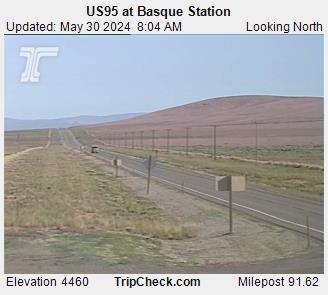 US95 at Basque Station
Updated: May 30 2024 8:04 AM Looking North
Elevation 4460 TripCheck.com Milepost 91.62